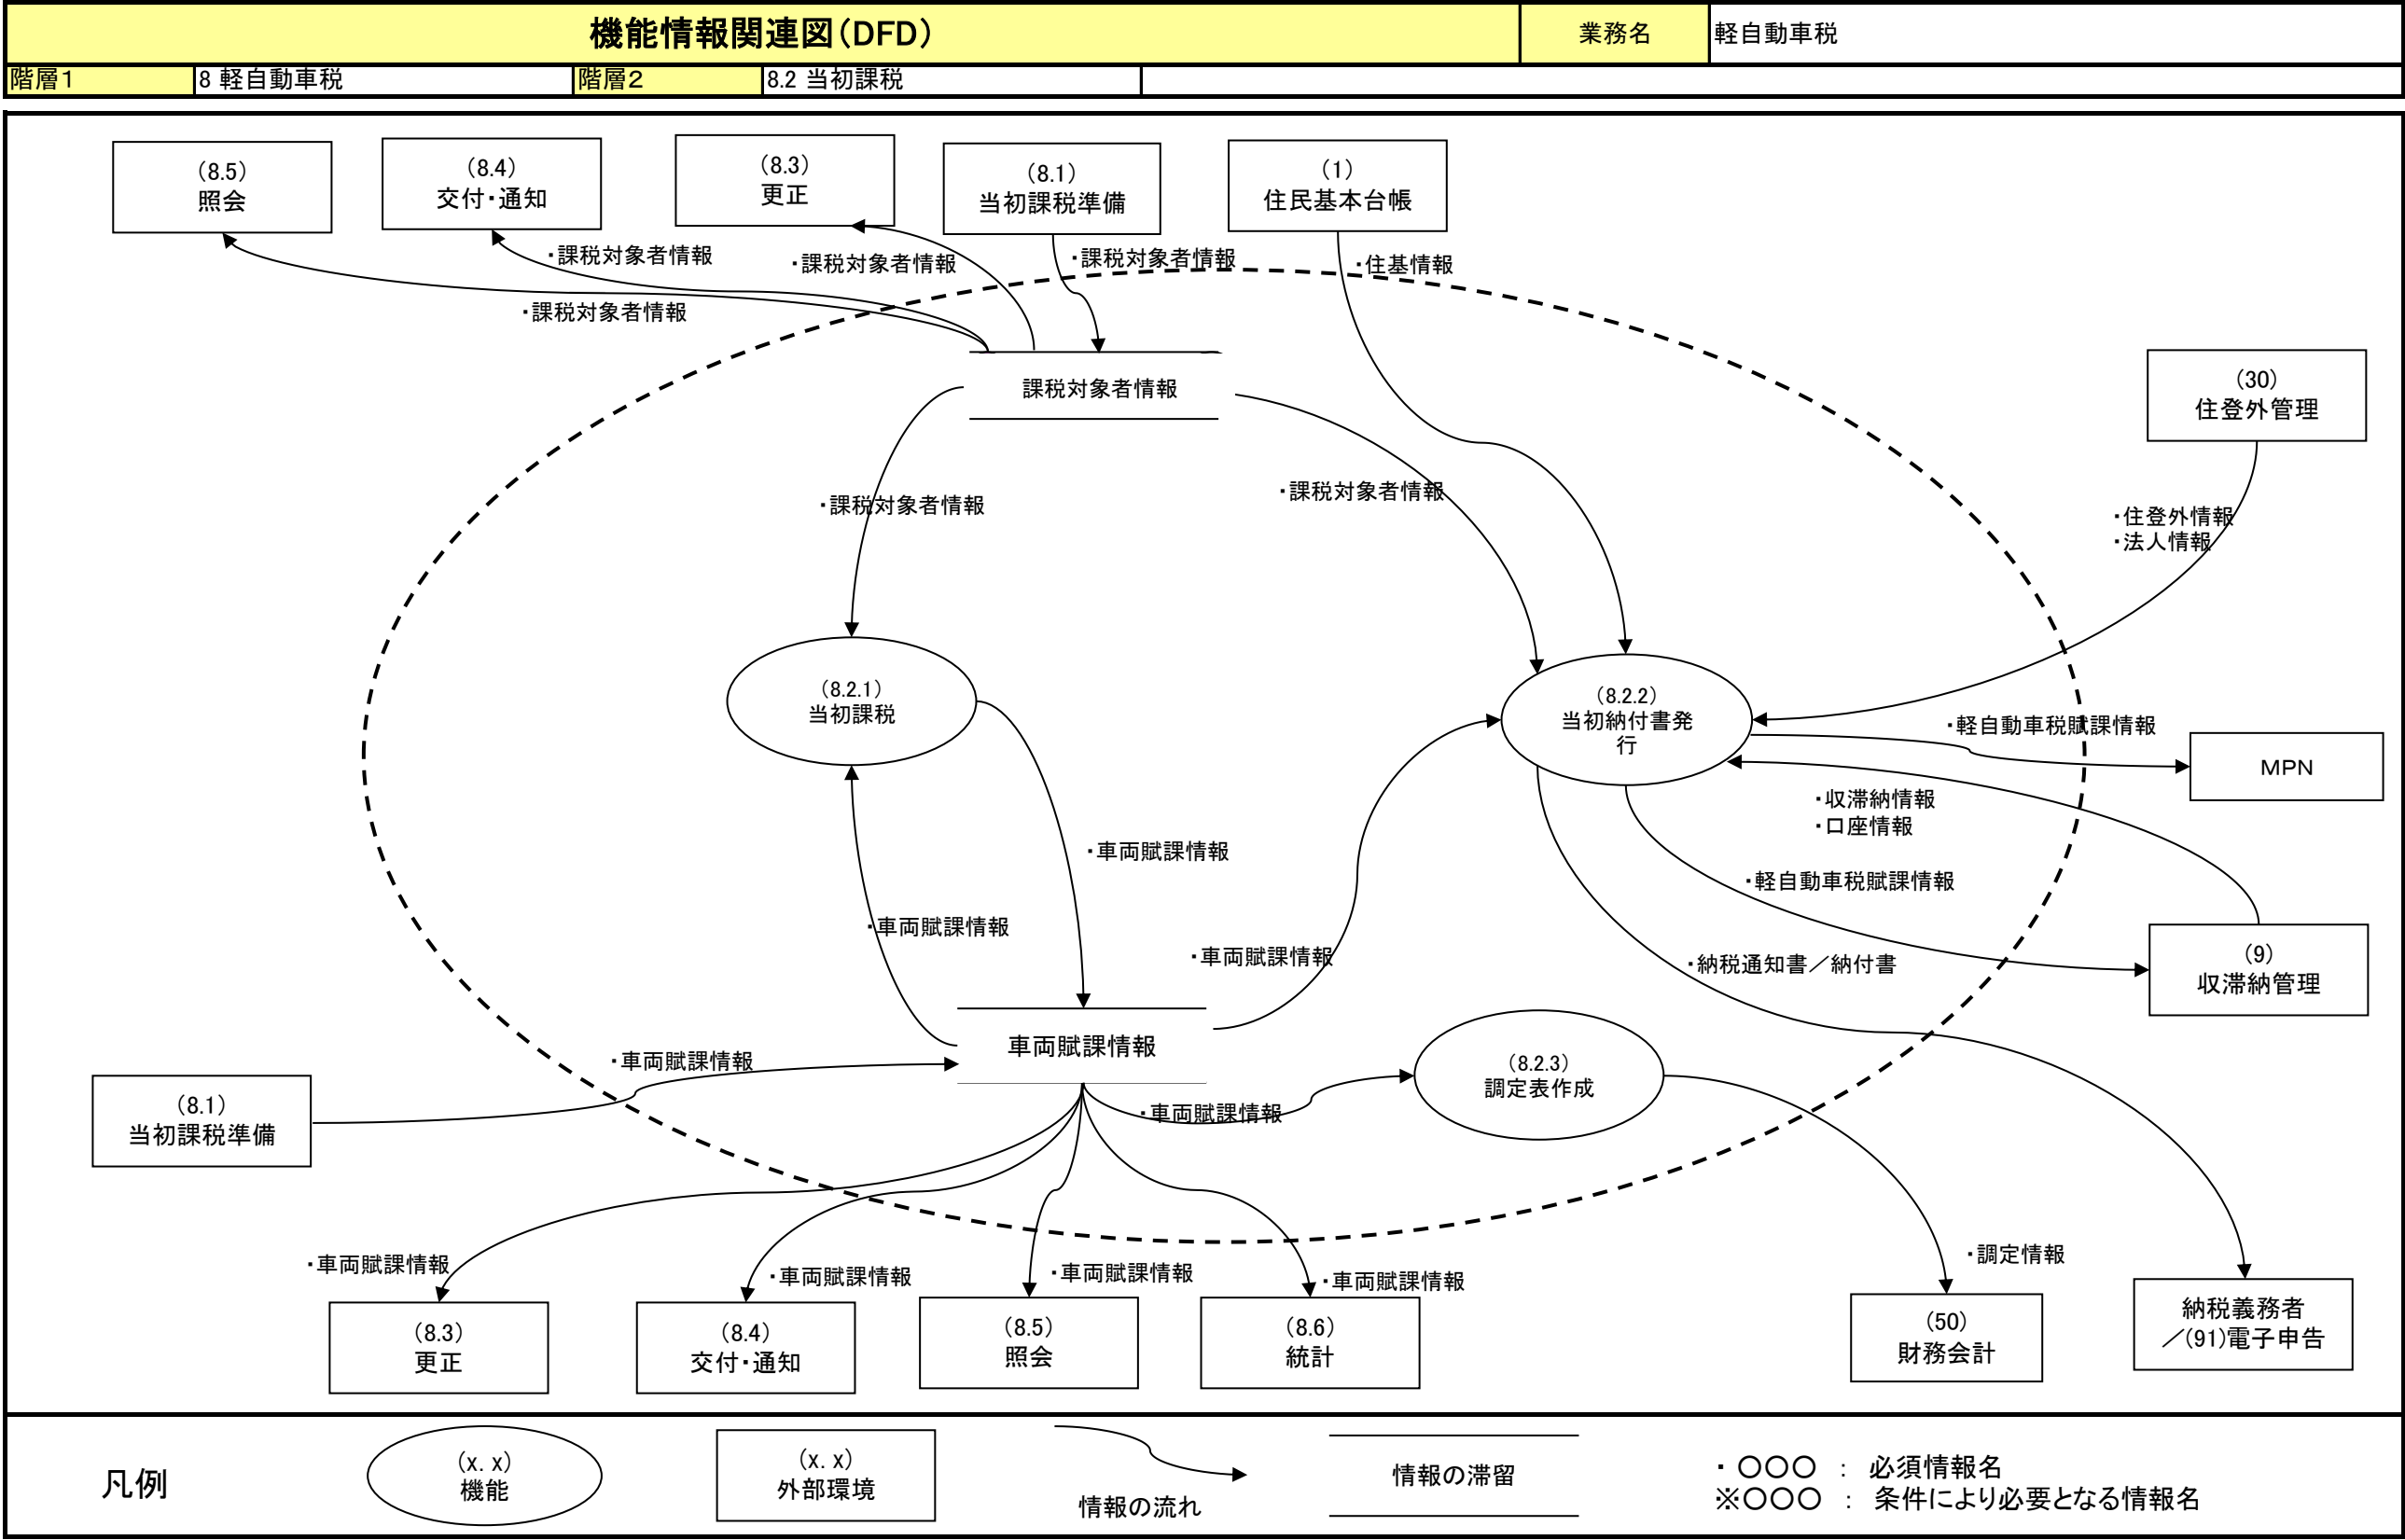 機能情報関連図（DFD）
業務名
軽自動車税
階層１
8 軽自動車税
階層２
8.2 当初課税
（8.5）
照会
（8.4）
交付・通知
（8.3）
更正
（8.1）
当初課税準備
（1）
住民基本台帳
・課税対象者情報
・課税対象者情報
・課税対象者情報
・住基情報
・課税対象者情報
課税対象者情報
（30）
住登外管理
・課税対象者情報
・課税対象者情報
・住登外情報
・法人情報
（8.2.1）
当初課税
（8.2.2）
当初納付書発
行
・軽自動車税賦課情報
ＭＰＮ
・収滞納情報
・口座情報
・車両賦課情報
・軽自動車税賦課情報
・車両賦課情報
・車両賦課情報
・納税通知書／納付書
（9）
収滞納管理
車両賦課情報
・車両賦課情報
（8.2.3）
調定表作成
（8.1）
当初課税準備
・車両賦課情報
・車両賦課情報
・車両賦課情報
・車両賦課情報
・車両賦課情報
・調定情報
（8.3）
更正
（8.4）
交付・通知
（8.5）
照会
（8.6）
統計
（50）
財務会計
納税義務者
／(91)電子申告
凡例
（x. x）
機能
（x. x）
外部環境
情報の流れ
情報の滞留
・ ○○○ ： 必須情報名
※○○○ ： 条件により必要となる情報名